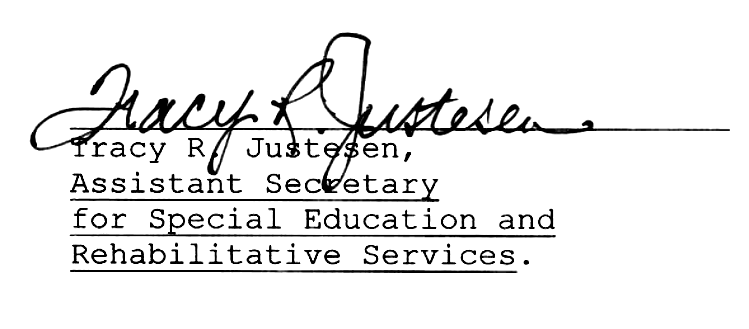 Tracy R. Justesen
Tracy R. Justesen,
Assistant Secretary
for Special Education and
Rehabilitative Services.